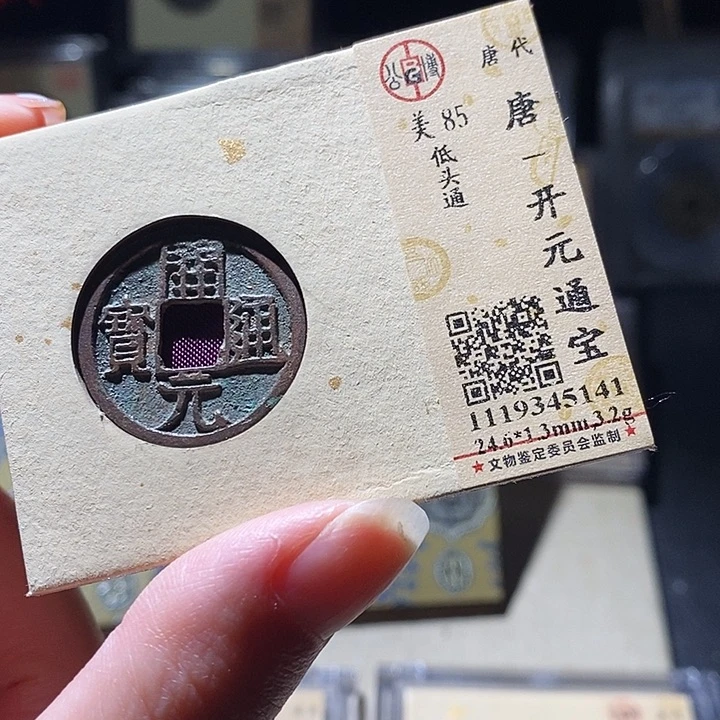 唐代
唐一开元通宝
美85
低头通
開元通寶
1119345141
24.6*1.3mm,3.2g
★文物鉴定委员会监制★